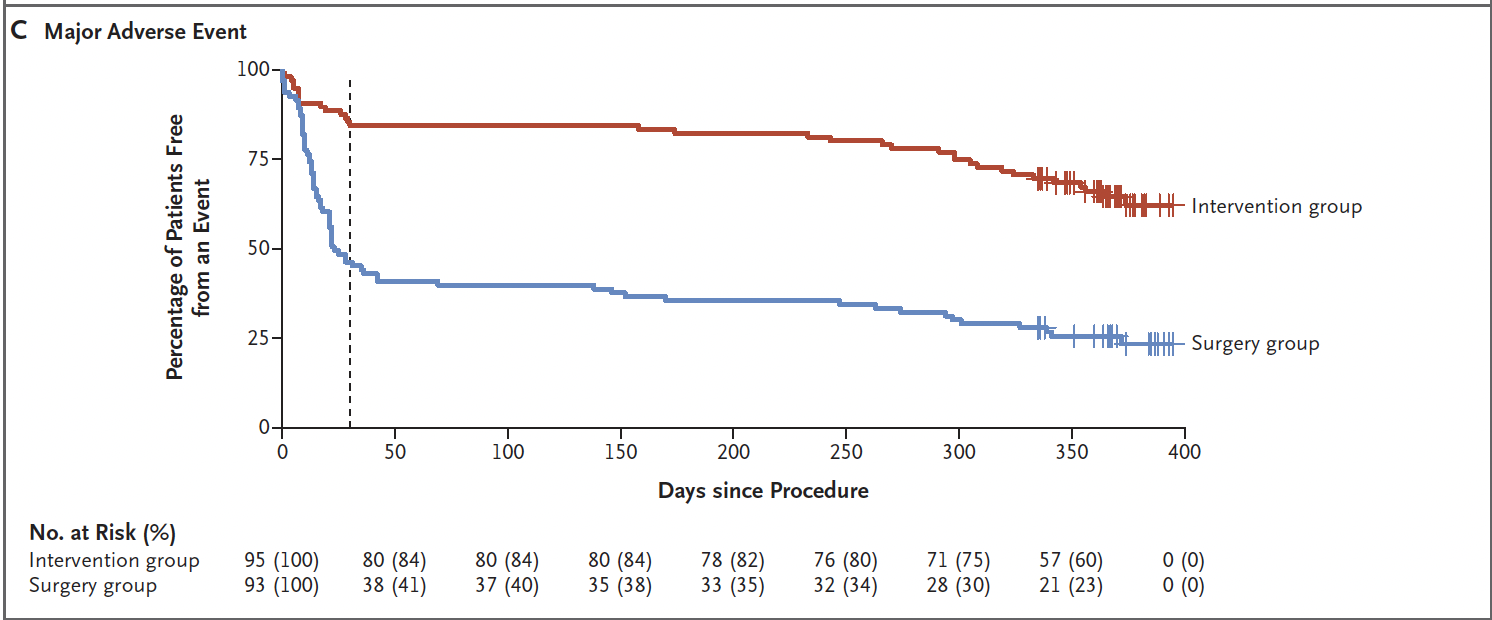 C Major Adverse Event
Percentage of Patients Free
from an Event
100
75
50
25
0
Intervention group
Surgery group
0 50 100 150 200 250 300 350 400
Days since Procedure
No. at Risk (%)
Intervention group 95 (100) 80 (84) 80 (84) 80 (84) 78 (82) 76 (80) 71 (75) 57 (60) 0 (0)
Surgery group 93 (100) 38 (41) 37 (40) 35 (38) 33 (35) 32 (34) 28 (30) 21 (23) 0 (0)